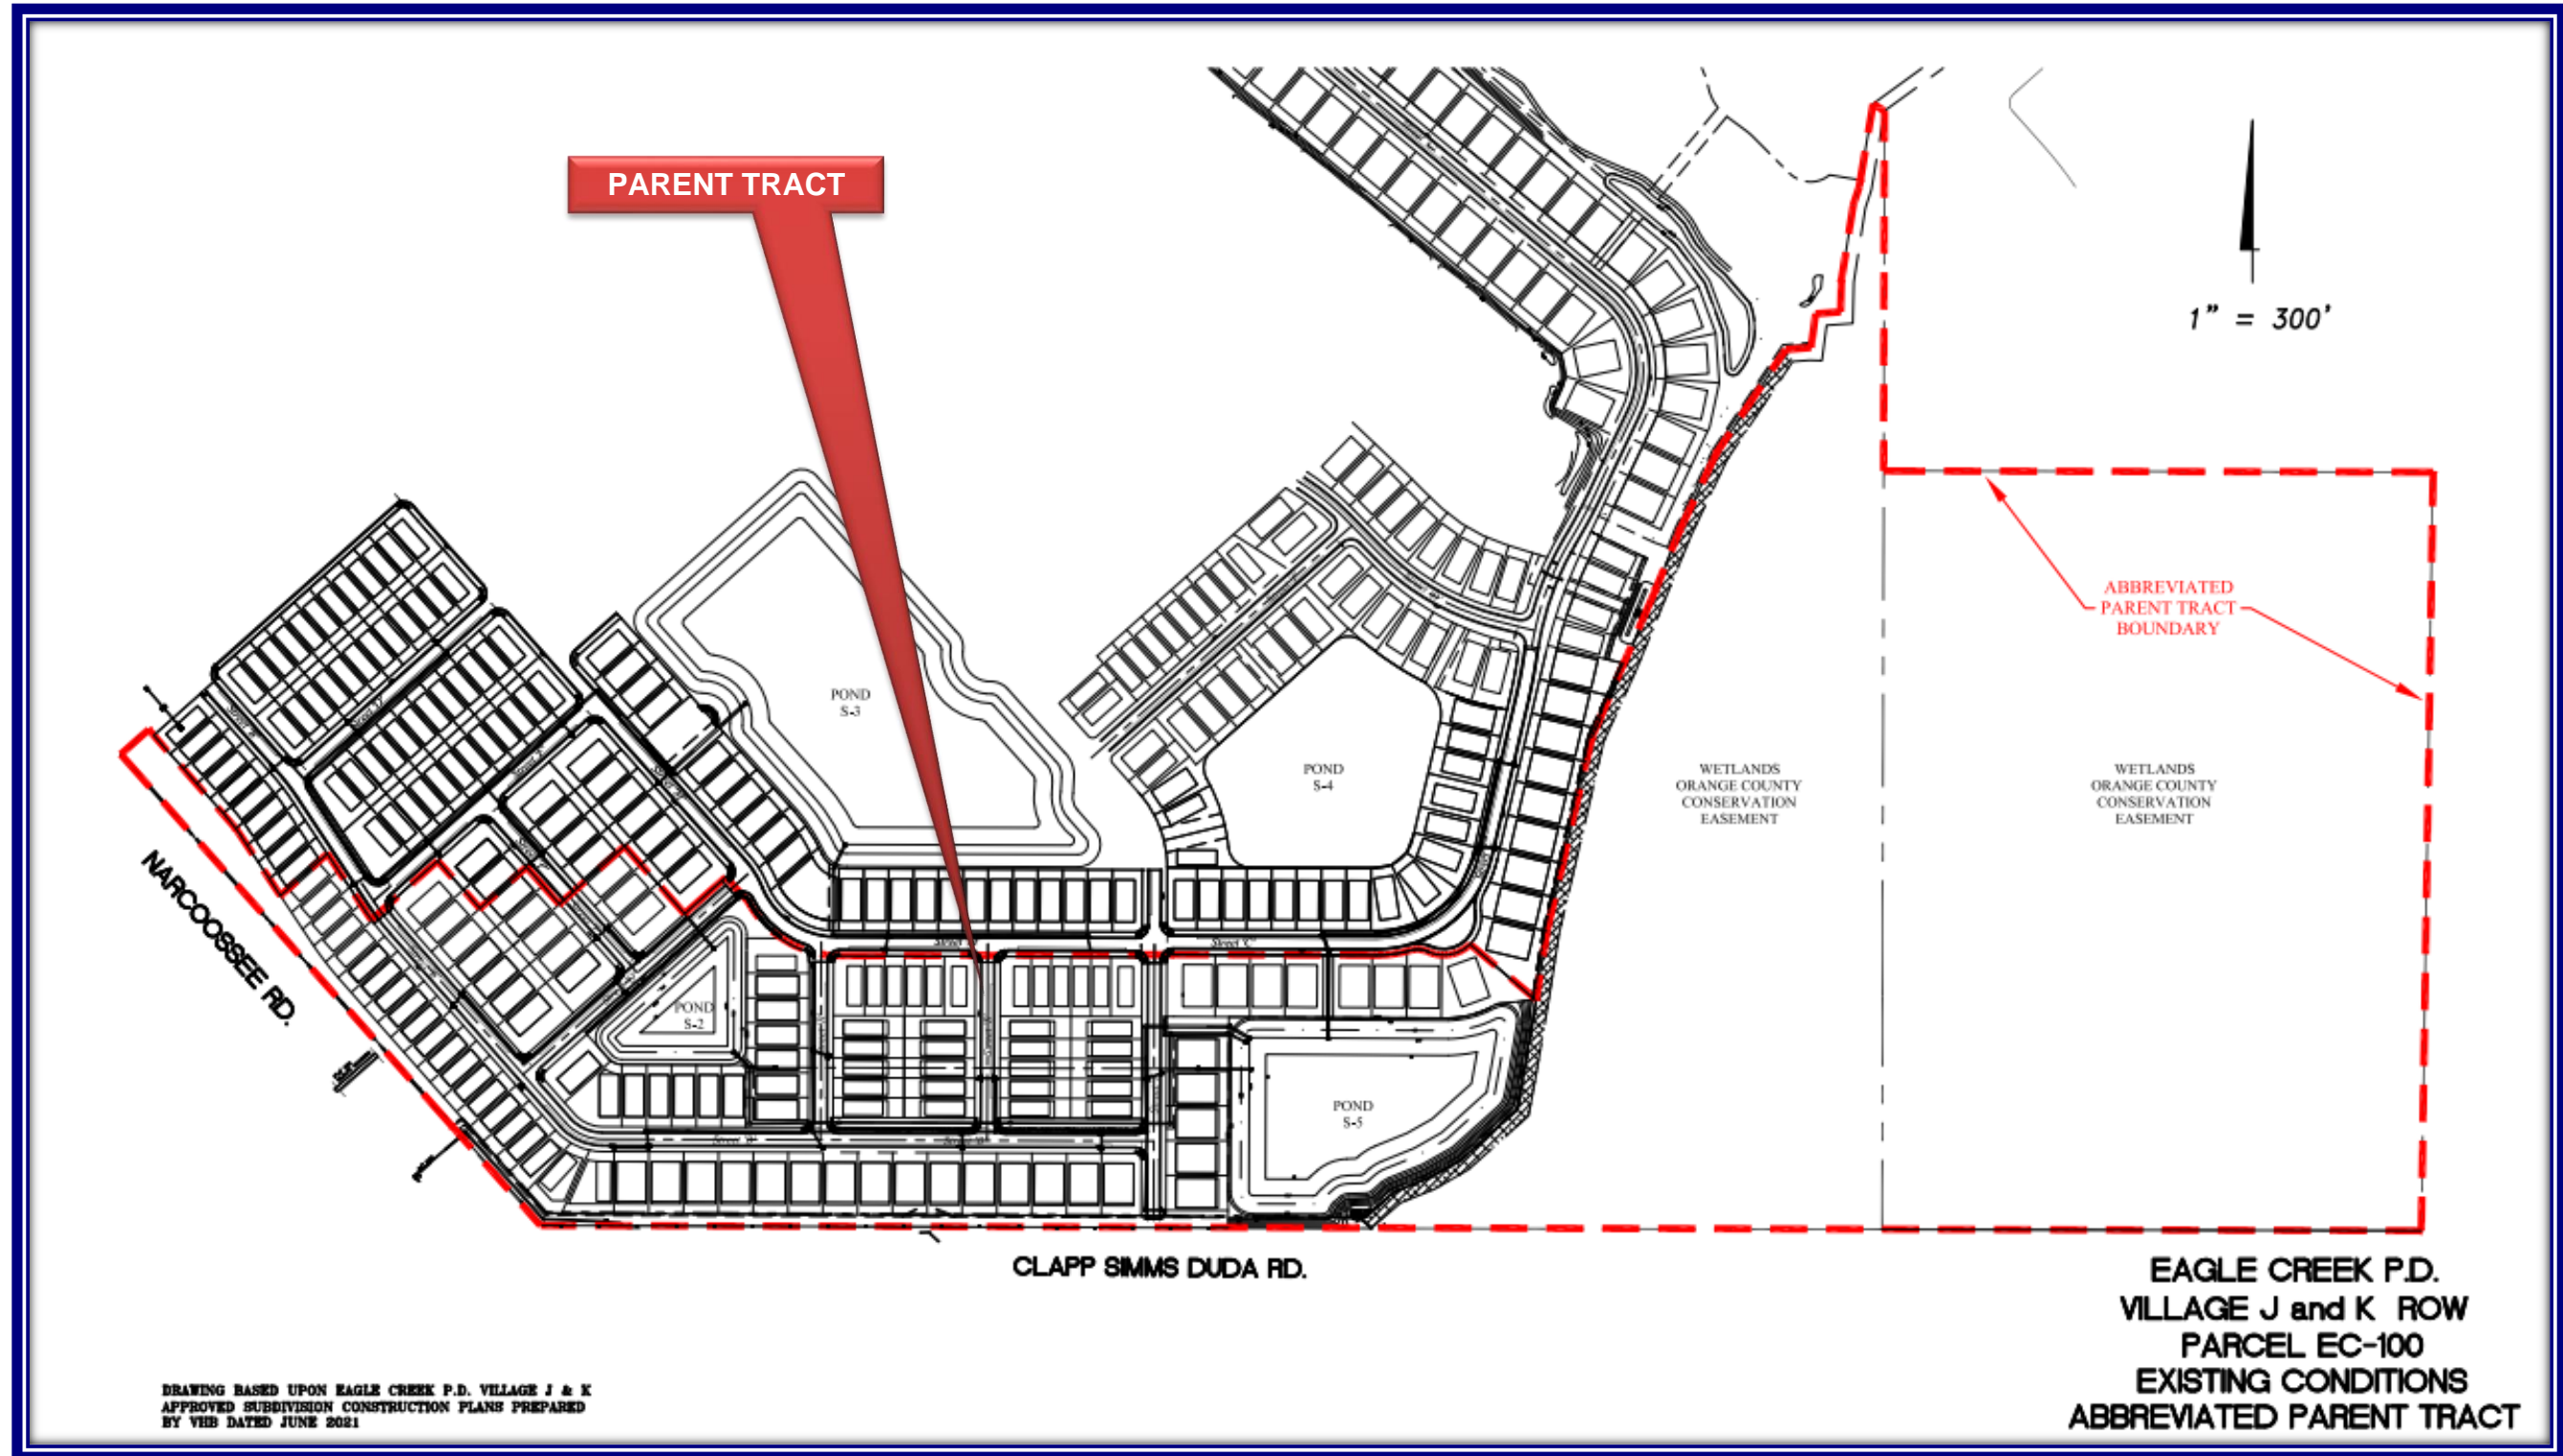 PARENT TRACT
1" = 300'
ABBREVIATED
PARENT TRACT
BOUNDARY
POND
S-3
POND
S-4
WETLANDS
ORANGE COUNTY
CONSERVATION
EASEMENT
WETLANDS
ORANGE COUNTY
CONSERVATION
EASEMENT
NARCOOSSEE RD.
Street 'C'
POND
S-2
POND
S-5
CLAPP SIMMS DUDA RD.
EAGLE CREEK P.D.
VILLAGE J and K ROW
PARCEL EC-100
EXISTING CONDITIONS
ABBREVIATED PARENT TRACT
DRAWING BASED UPON EAGLE CREEK P.D. VILLAGE J & K
APPROVED SUBDIVISION CONSTRUCTION PLANS PREPARED
BY VHB DATED JUNE 2021